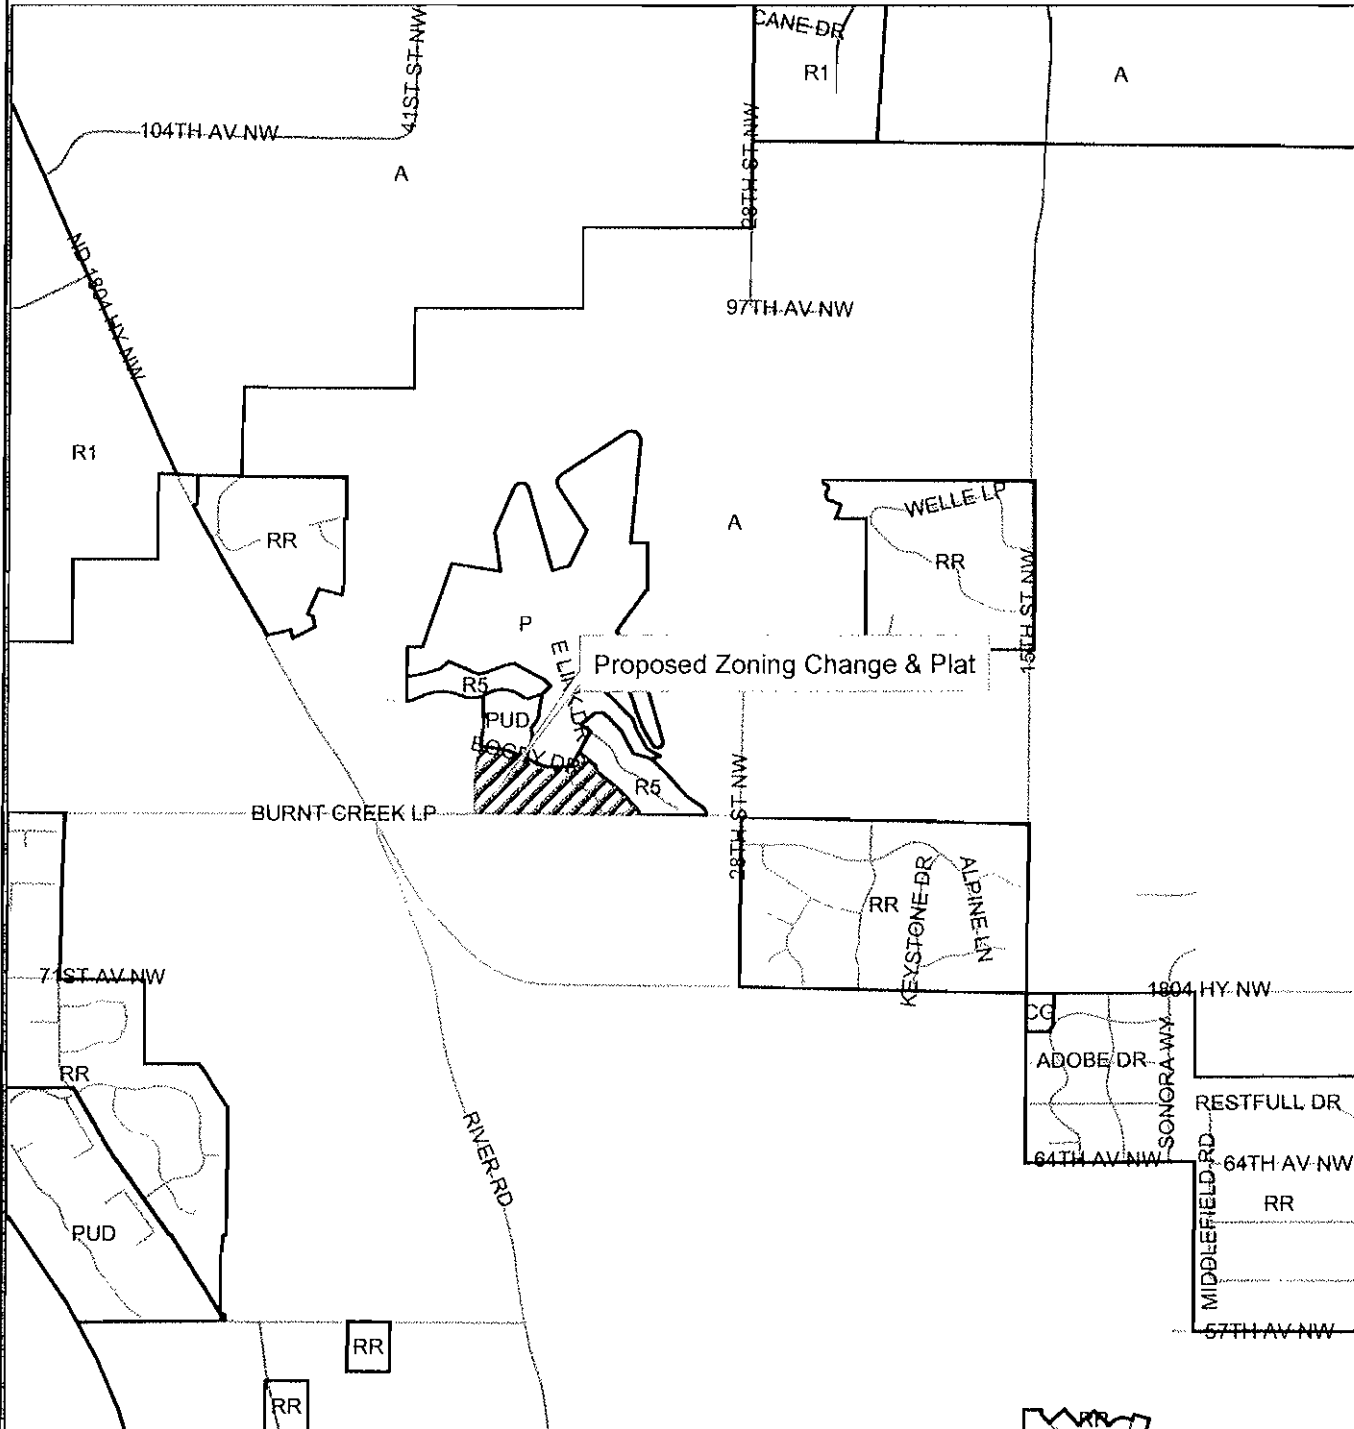 CANE DR
R1
A
41ST ST NW
104TH AV NW
A
28TH ST NW
ND 1804 HY NW
97TH AV NW
R1
RR
A
WELLE LP
RR
15TH ST NW
P
Proposed Zoning Change & Plat
R5
PUD
R5
BURNT CREEK LP
28TH ST NW
RR
KEYSTONE DR
ALPINE LN
71ST AV NW
1804 HY NW
CG
ADOBE DR
SONORA WY
RR
RESTFULL DR
RIVER RD
64TH AV NW
64TH AV NW
MIDDLEFIELD RD
RR
PUD
57TH AV NW
RR
RR
RR